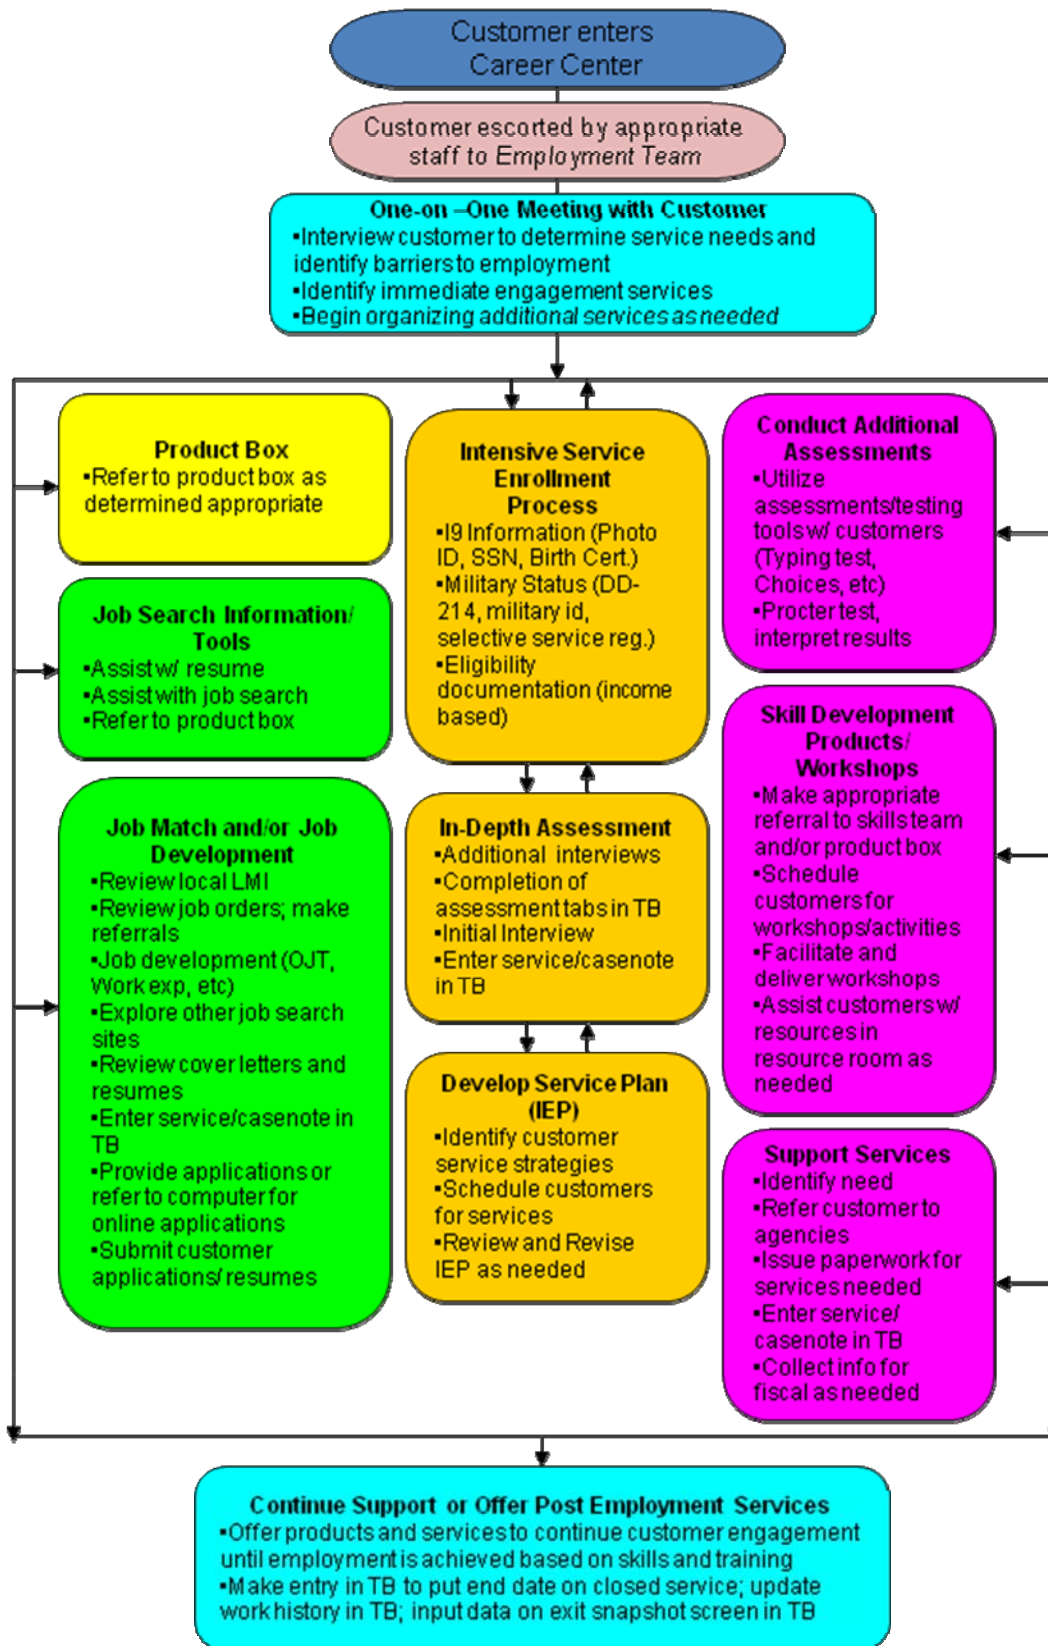 Customer enters
Career Center
Customer escorted by appropriate
staff to Employment Team
One-on –One Meeting with Customer
▪Interview customer to determine service needs and
identify barriers to employment
▪Identify immediate engagement services
▪Begin organizing additional services as needed
Product Box
▪Refer to product box as
determined appropriate
Job Search Information/
Tools
▪Assist w/ resume
▪Assist with job search
▪Refer to product box
Job Match and/or Job
Development
▪Review local LMI
▪Review job orders; make
referrals
▪Job development (OJT,
Work exp, etc)
▪Explore other job search
sites
▪Review cover letters and
resumes
▪Enter service/casenote in
TB
▪Provide applications or
refer to computer for
online applications
▪Submit customer
applications/ resumes
Intensive Service
Enrollment
Process
▪I9 Information (Photo
ID, SSN, Birth Cert.)
▪Military Status (DD-
214, military id,
selective service reg.)
▪Eligibility
documentation (income
based)
In-Depth Assessment
▪Additional interviews
▪Completion of
assessment tabs in TB
▪Initial Interview
▪Enter service/casenote
in TB
Develop Service Plan
(IEP)
▪Identify customer
service strategies
▪Schedule customers
for services
▪Review and Revise
IEP as needed
Conduct Additional
Assessments
▪Utilize
assessments/testing
tools w/ customers
(Typing test,
Choices, etc)
▪Procter test,
interpret results
Skill Development
Products/
Workshops
▪Make appropriate
referral to skills team
and/or product box
▪Schedule
customers for
workshops/activities
▪Facilitate and
deliver workshops
▪Assist customers w/
resources in
resource room as
needed
Support Services
▪Identify need
▪Refer customer to
agencies
▪Issue paperwork for
services needed
▪Enter service/
casenote in TB
▪Collect info for
fiscal as needed
Continue Support or Offer Post Employment Services
▪Offer products and services to continue customer engagement
until employment is achieved based on skills and training
▪Make entry in TB to put end date on closed service; update
work history in TB; input data on exit snapshot screen in TB